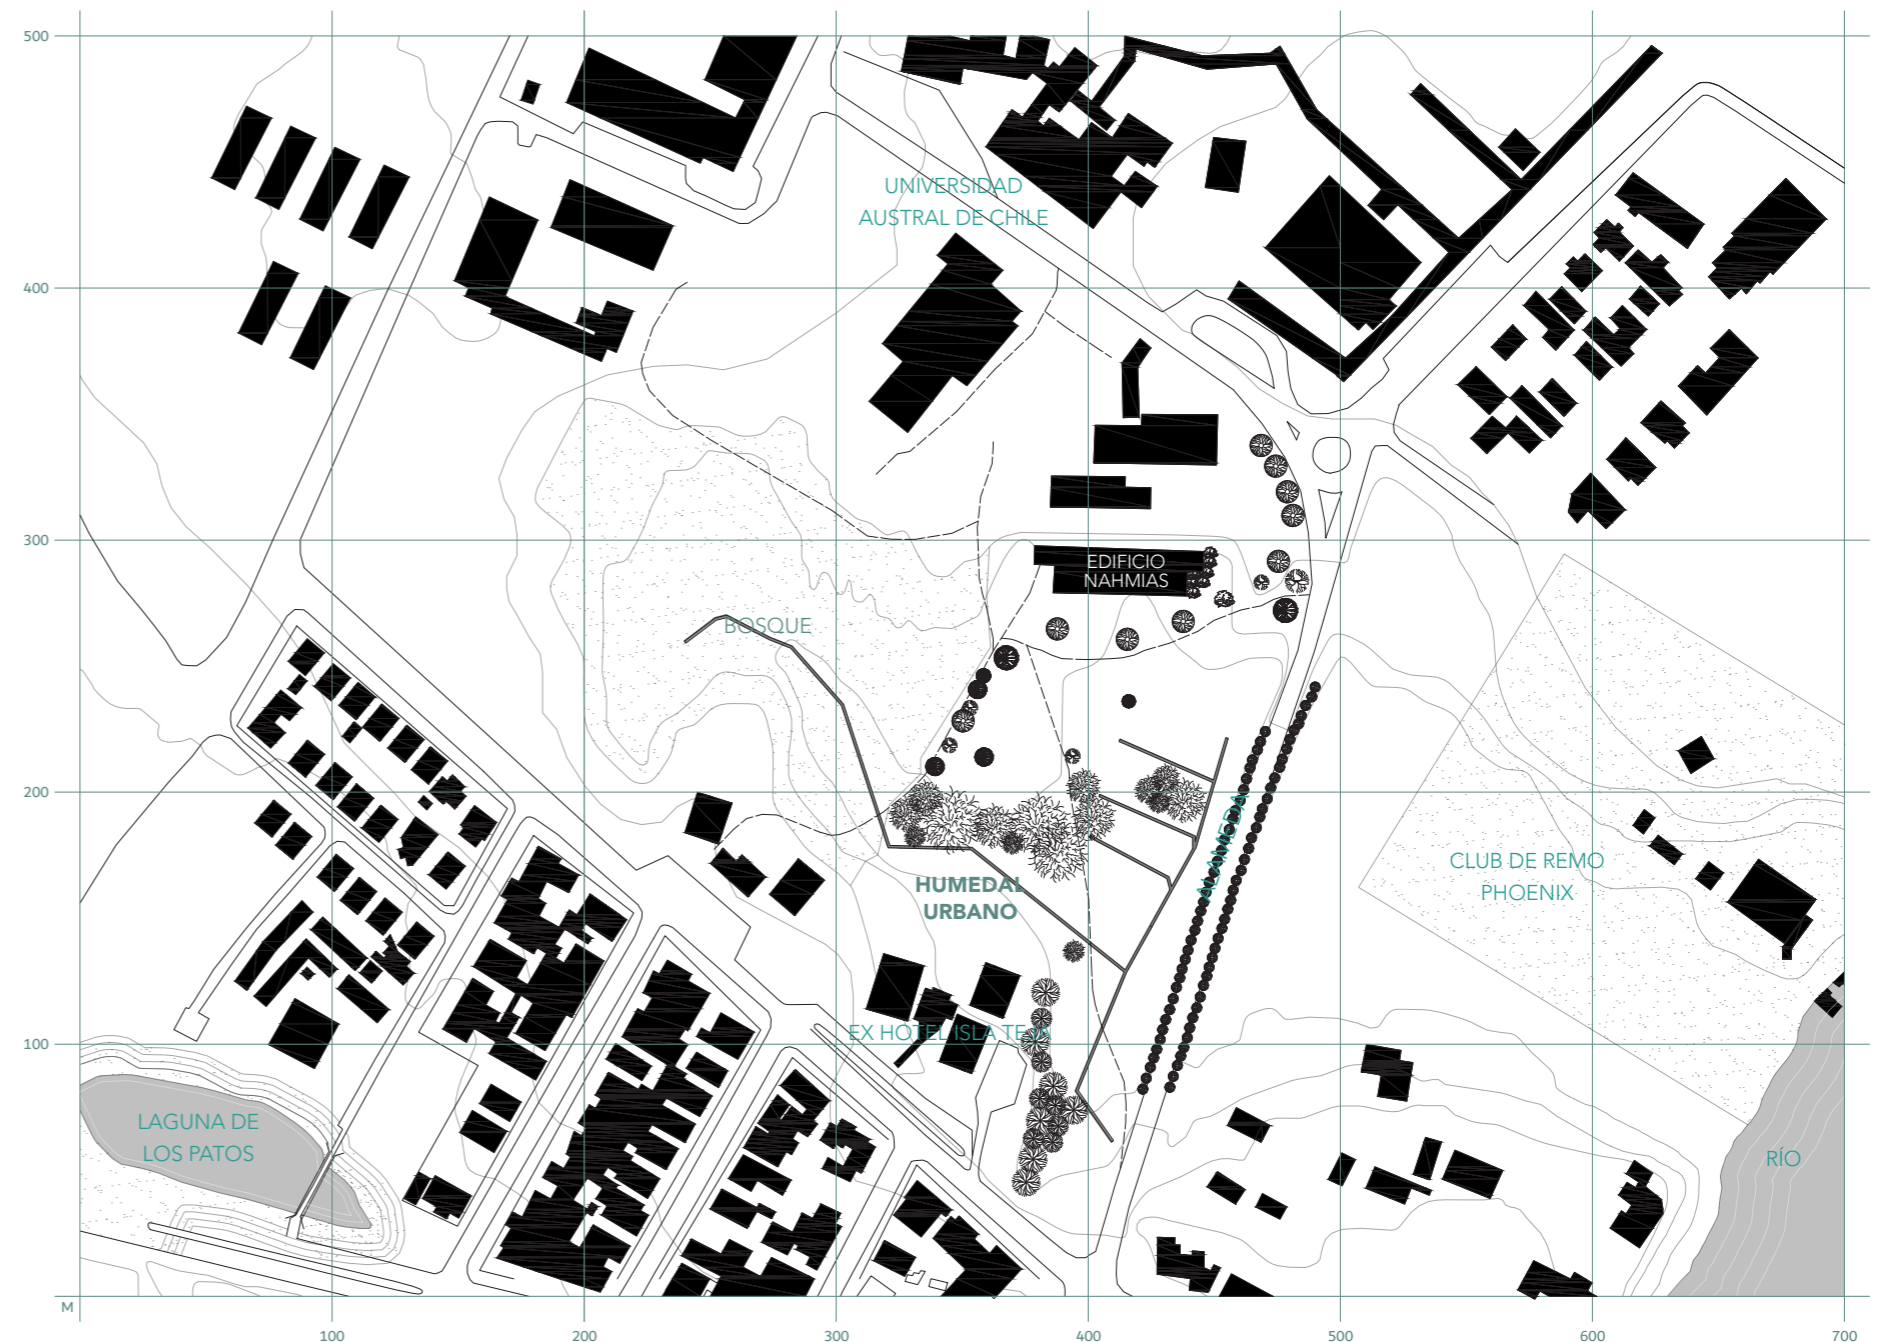 500
UNIVERSIDAD
AUSTRAL DE CHILE
400
300
EDIFICIO
NAHMIAS
BOSQUE
200
ALAMEDA
CLUB DE REMO
PHOENIX
HUMEDAL
URBANO
EX HOTEL ISLA TEJA
100
LAGUNA DE
LOS PATOS
RÍO
M
100
200
300
400
500
600
700